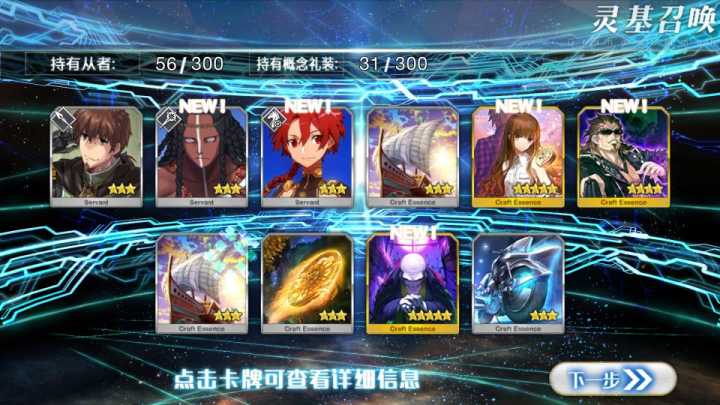 灵基召唤
持有从者: 56/300 持有概念礼装: 31/300
NEW! NEW! NEW! NEW!
Servant Servant Servant Craft Essence Craft Essence Craft Essence
NEW!
Craft Essence Craft Essence Craft Essence Craft Essence
点击卡牌可查看详细信息
下一步